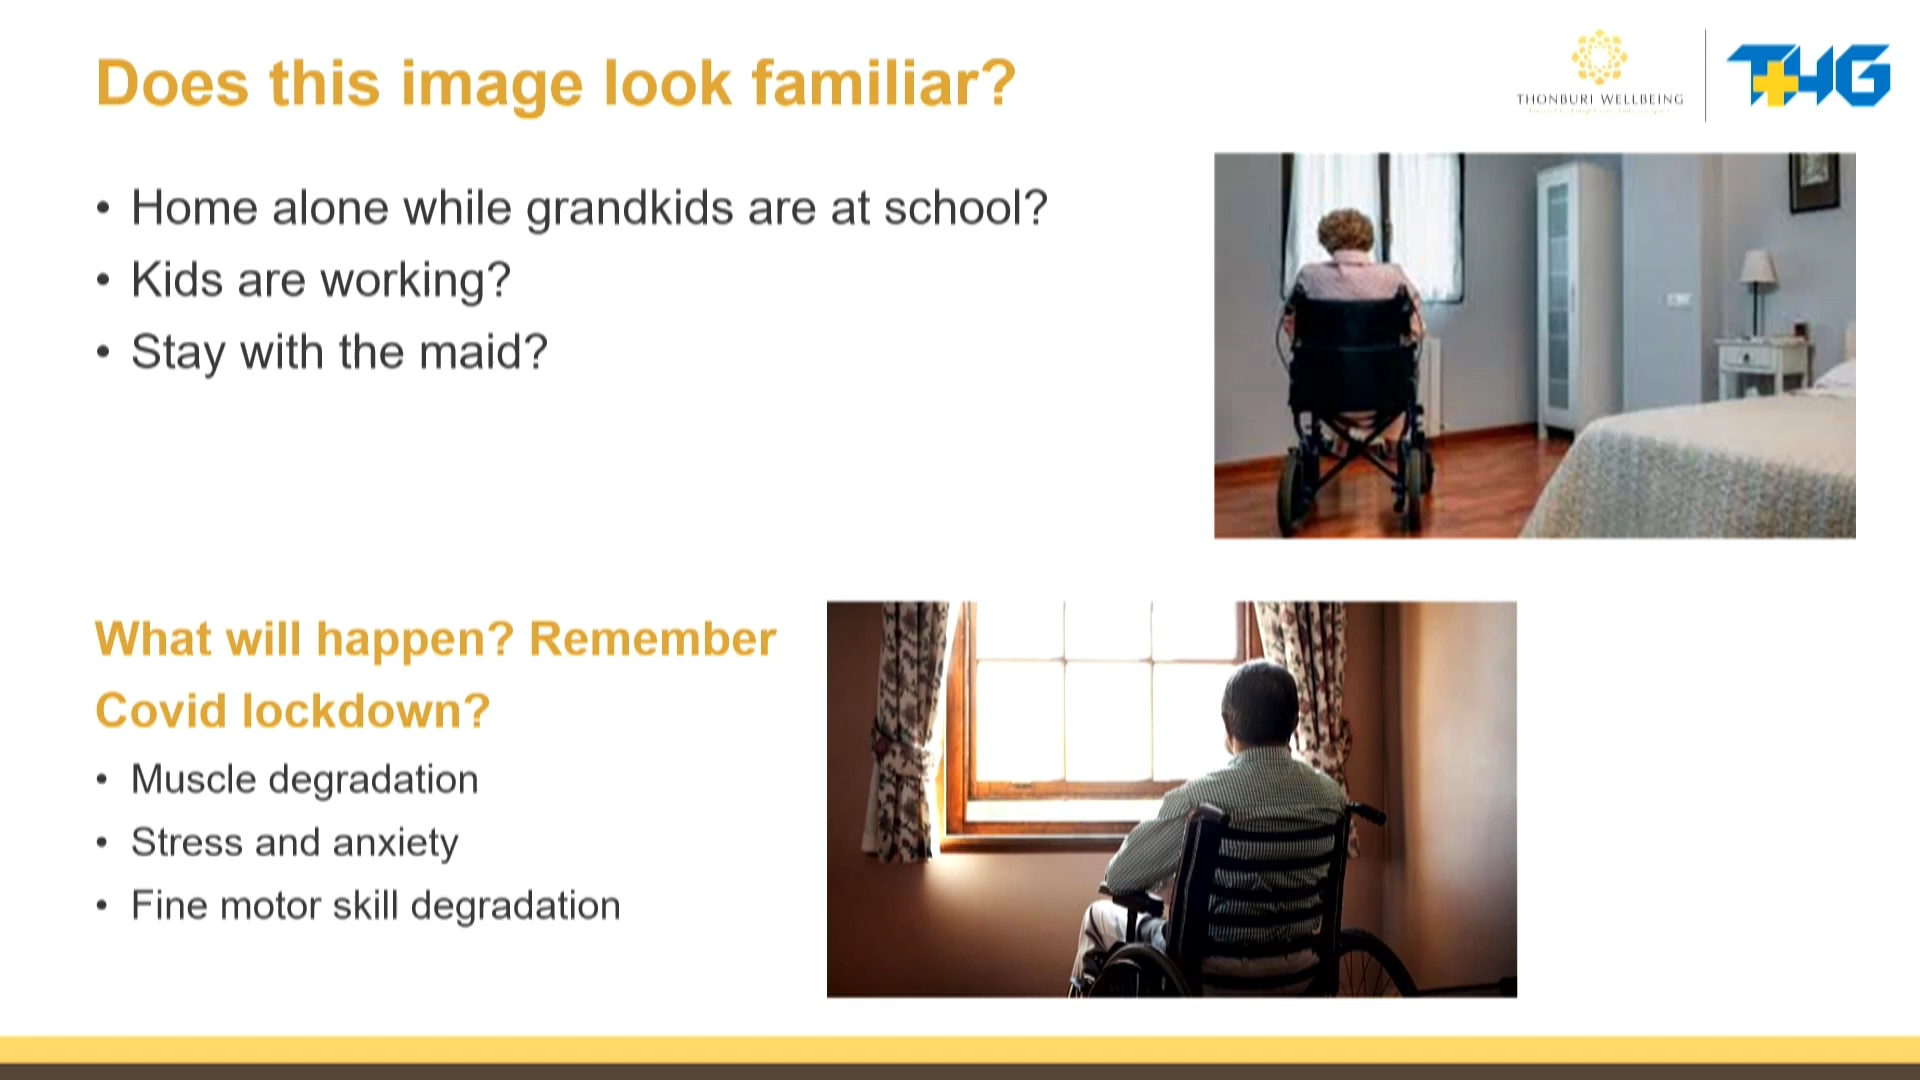 Does this image look familiar?
THONBURI WELLBEING
THG
• Home alone while grandkids are at school?
• Kids are working?
• Stay with the maid?
What will happen? Remember
Covid lockdown?
• Muscle degradation
• Stress and anxiety
• Fine motor skill degradation